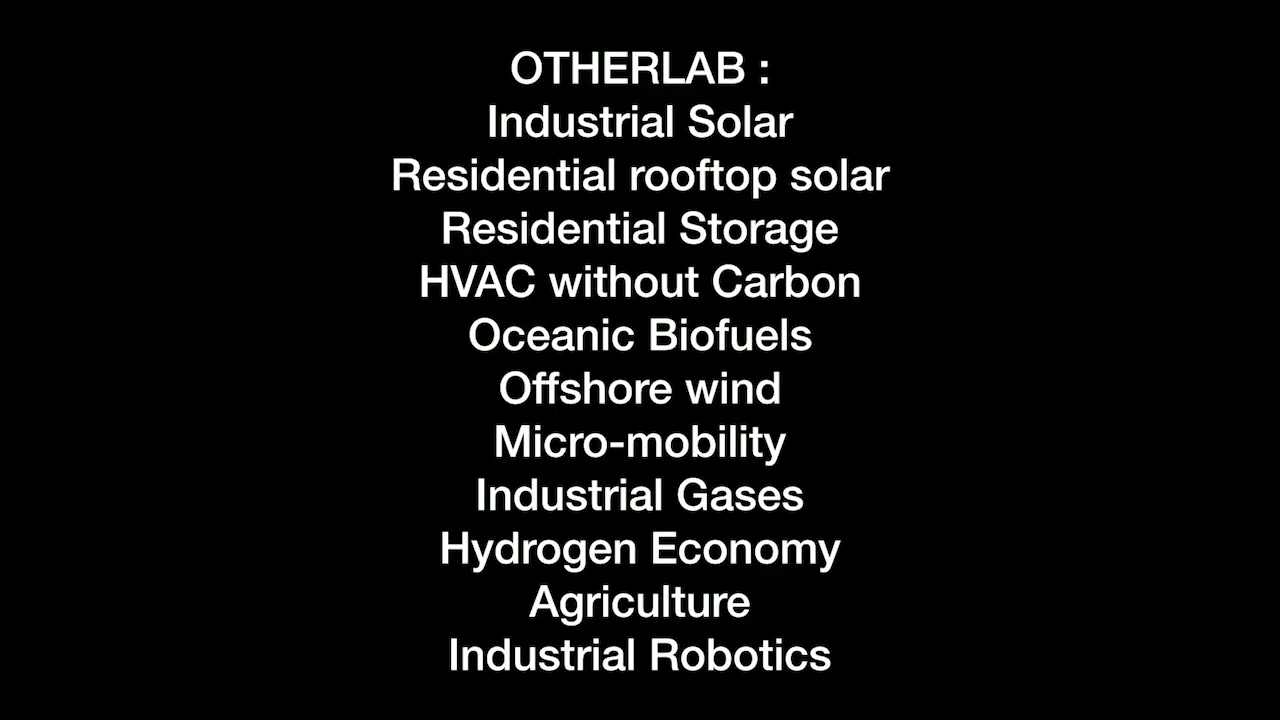 OTHERLAB :
Industrial Solar
Residential rooftop solar
Residential Storage
HVAC without Carbon
Oceanic Biofuels
Offshore wind
Micro-mobility
Industrial Gases
Hydrogen Economy
Agriculture
Industrial Robotics